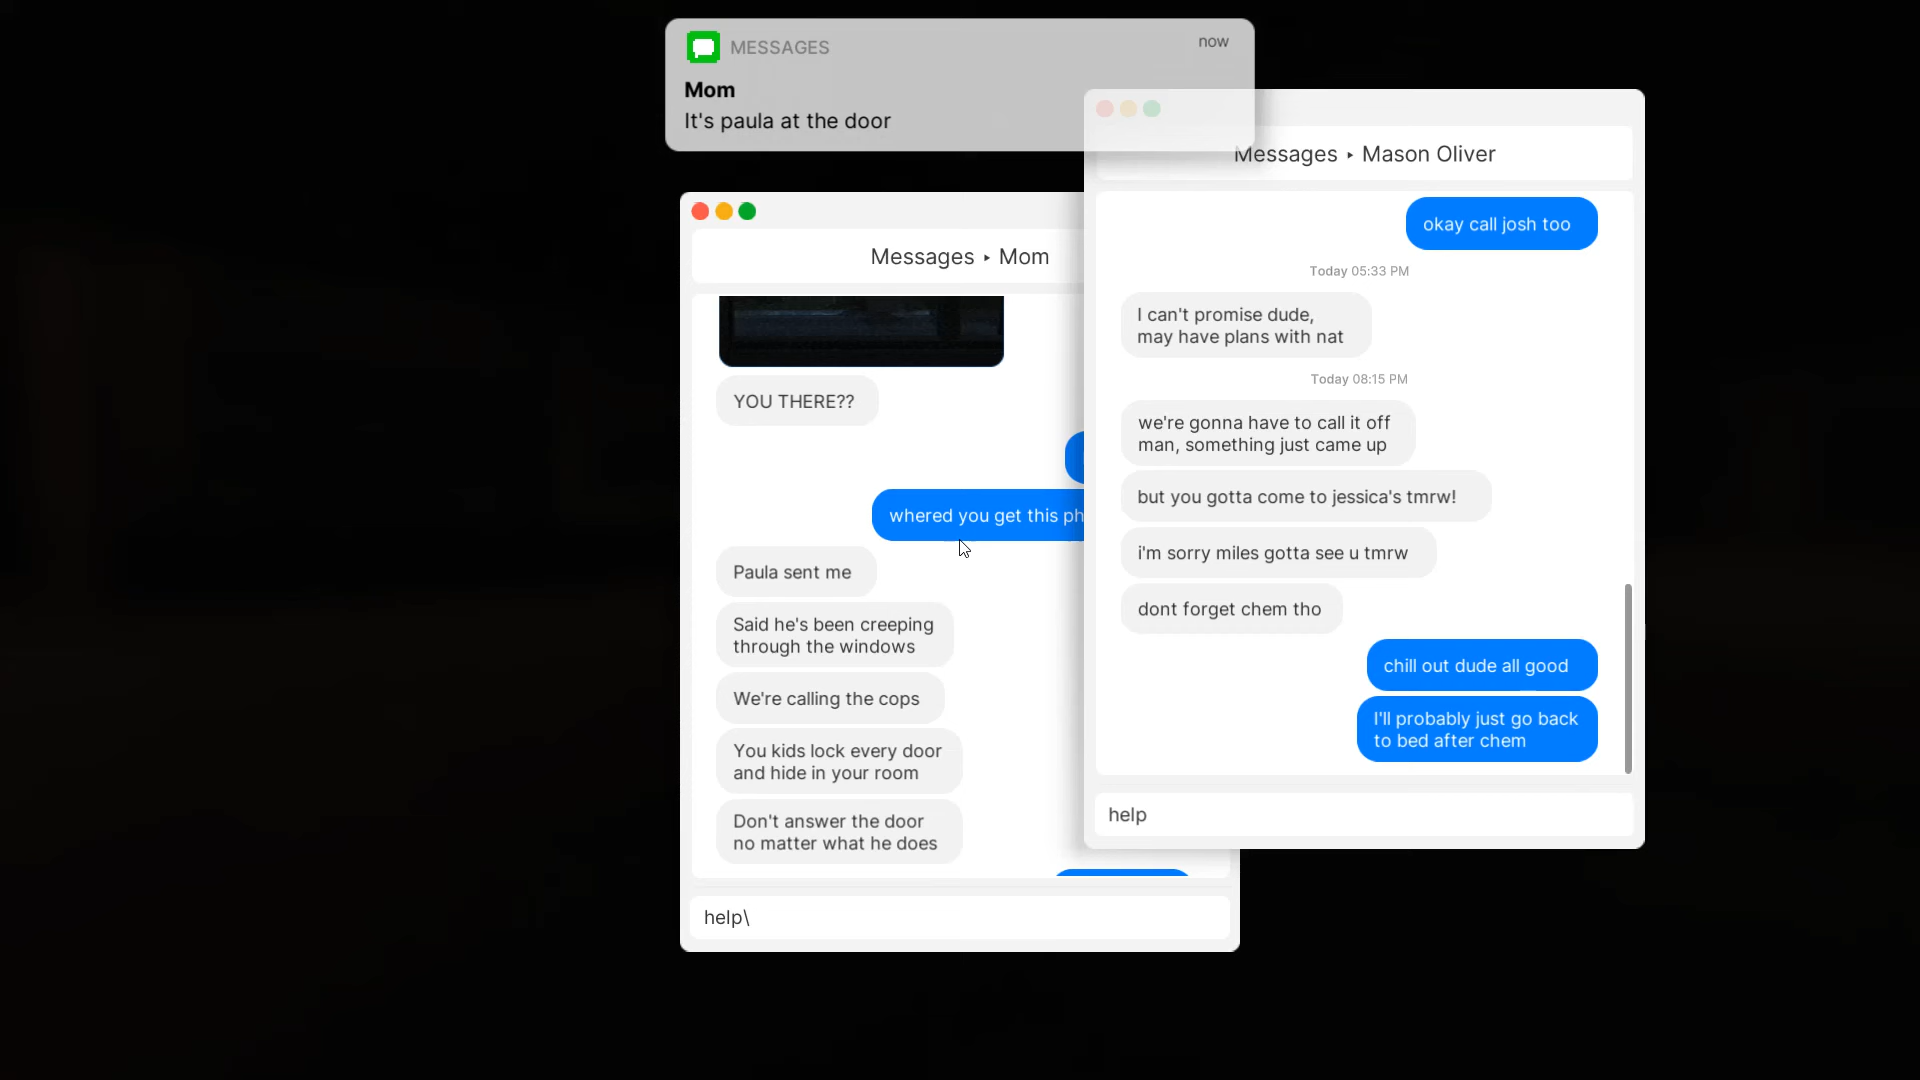 MESSAGES
now
Mom
It's paula at the door
Messages ‣ Mom
YOU THERE??
whered you get this
Paula sent me
Said he's been creeping
through the windows
We're calling the cops
You kids lock every door
and hide in your room
Don't answer the door
no matter what he does
help\
Messages ‣ Mason Oliver
okay call josh too
Today 05:33 PM
I can't promise dude,
may have plans with nat
Today 08:15 PM
we're gonna have to call it off
man, something just came up
but you gotta come to jessica's tmrw!
i'm sorry miles gotta see u tmrw
dont forget chem tho
chill out dude all good
I'll probably just go back
to bed after chem
help